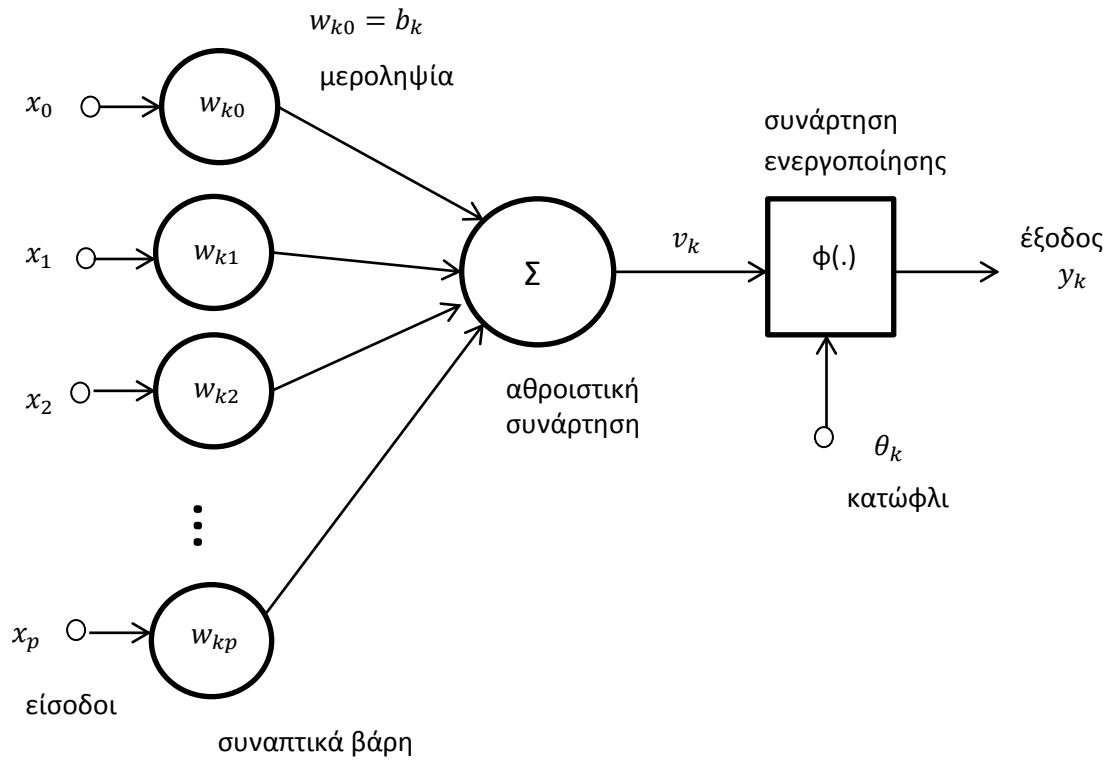 w_{k0} = b_k
μεροληψία
x_0
w_{k0}
συνάρτηση
ενεργοποίησης
x_1
w_{k1}
Σ
v_k
φ(.)
έξοδος
y_k
x_2
w_{k2}
αθροιστική
συνάρτηση
θ_k
κατώφλι
x_p
w_{kp}
είσοδοι
συναπτικά βάρη